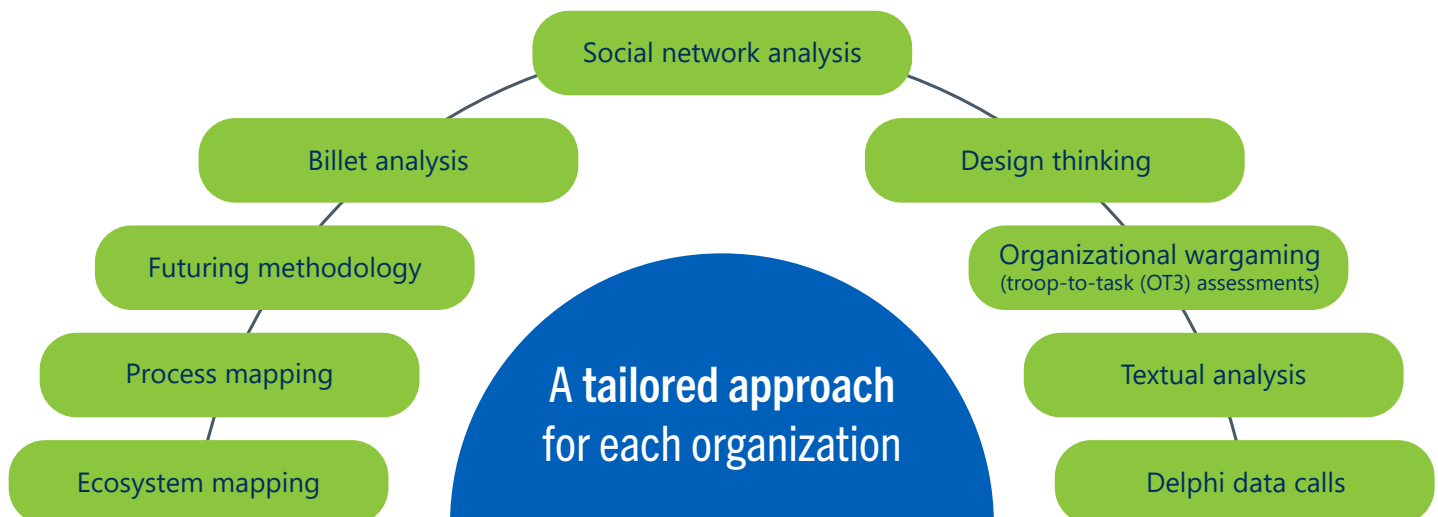 Social network analysis
Billet analysis
Design thinking
Futuring methodology
Organizational wargaming
(troop-to-task (OT3) assessments)
Process mapping
Textual analysis
Ecosystem mapping
Delphi data calls
A tailored approach
for each organization